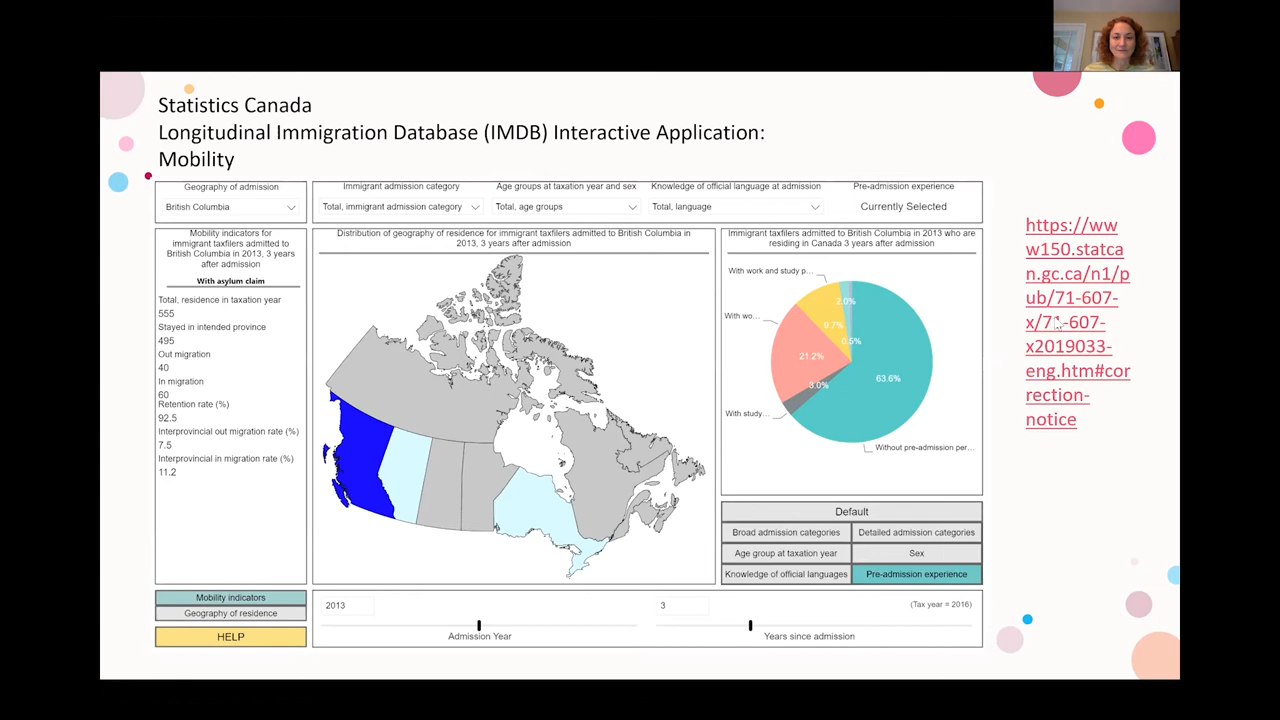 Statistics Canada
Longitudinal Immigration Database (IMDB) Interactive Application:
Mobility
Geography of admission
British Columbia
Immigrant admission category
Total, immigrant admission category
Age groups at taxation year and sex
Total, age groups
Knowledge of official language at admission
Total, language
Pre-admission experience
Currently Selected
Mobility indicators for
immigrant taxfilers admitted to
British Columbia in 2013, 3 years
after admission
With asylum claim
Total, residence in taxation year
555
Stayed in intended province
495
Out migration
40
In migration
60
Retention rate (%)
92.5
Interprovincial out migration rate (%)
7.5
Interprovincial in migration rate (%)
11.2
Distribution of geography of residence for immigrant taxfilers admitted to British Columbia in
2013, 3 years after admission
Immigrant taxfilers admitted to British Columbia in 2013 who are
residing in Canada 3 years after admission
With work and study p...
2.0%
With wo...
9.7%
0.5%
21.2%
63.6%
3.0%
With study...
Without pre-admission per...
https://ww
w150.statca
n.gc.ca/n1/p
ub/71-607-
x/71-607-
x2019033-
eng.htm#cor
rection-
notice
Default
Broad admission categories
Detailed admission categories
Age group at taxation year
Sex
Knowledge of official languages
Pre-admission experience
Mobility indicators
Geography of residence
HELP
2013
Admission Year
3
(Tax year = 2016)
Years since admission